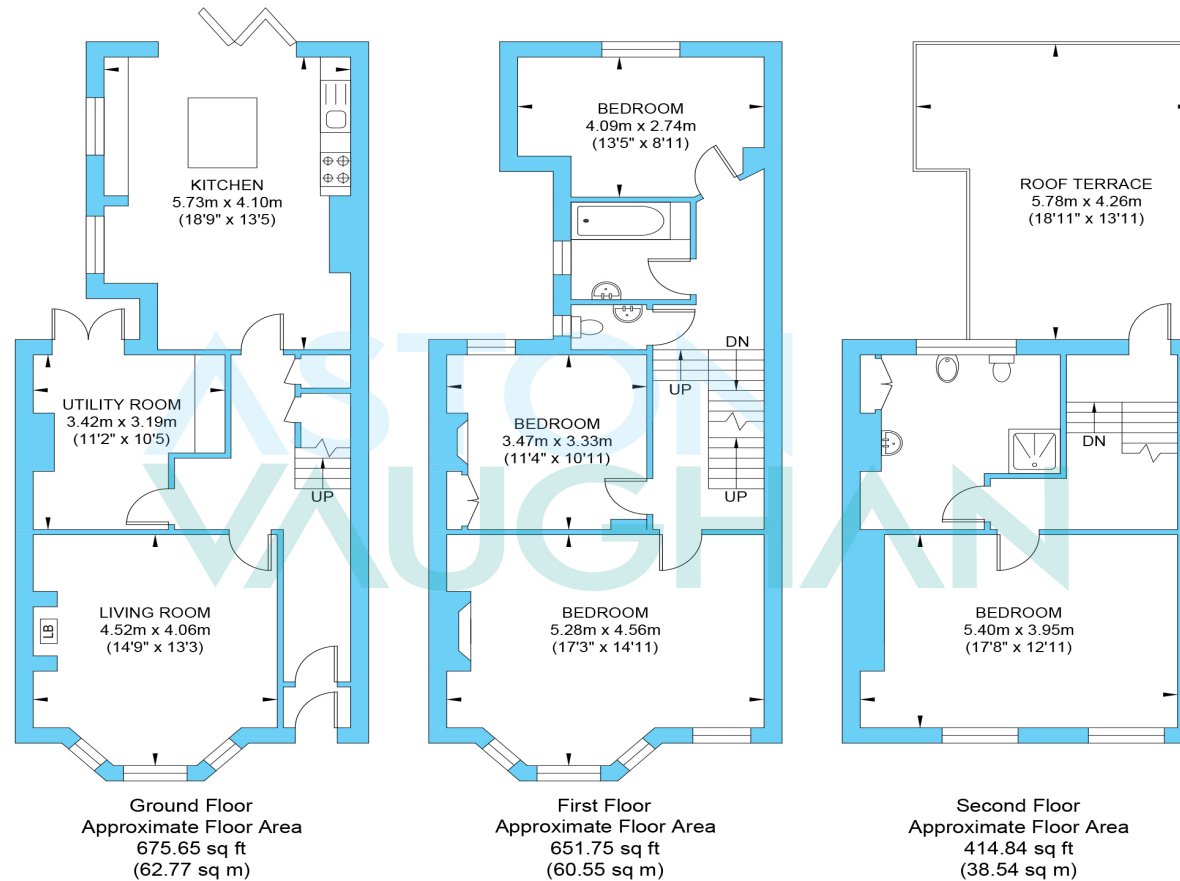 KITCHEN
5.73m x 4.10m
(18'9" x 13'5)
UTILITY ROOM
3.42m x 3.19m
(11'2" x 10'5)
UP
LIVING ROOM
4.52m x 4.06m
(14'9" x 13'3)
LB
Ground Floor
Approximate Floor Area
675.65 sq ft
(62.77 sq m)
BEDROOM
4.09m x 2.74m
(13'5" x 8'11)
DN
UP
BEDROOM
3.47m x 3.33m
(11'4" x 10'11)
UP
BEDROOM
5.28m x 4.56m
(17'3" x 14'11)
First Floor
Approximate Floor Area
651.75 sq ft
(60.55 sq m)
ROOF TERRACE
5.78m x 4.26m
(18'11" x 13'11)
DN
BEDROOM
5.40m x 3.95m
(17'8" x 12'11)
Second Floor
Approximate Floor Area
414.84 sq ft
(38.54 sq m)
ASTON
VAUGHAN